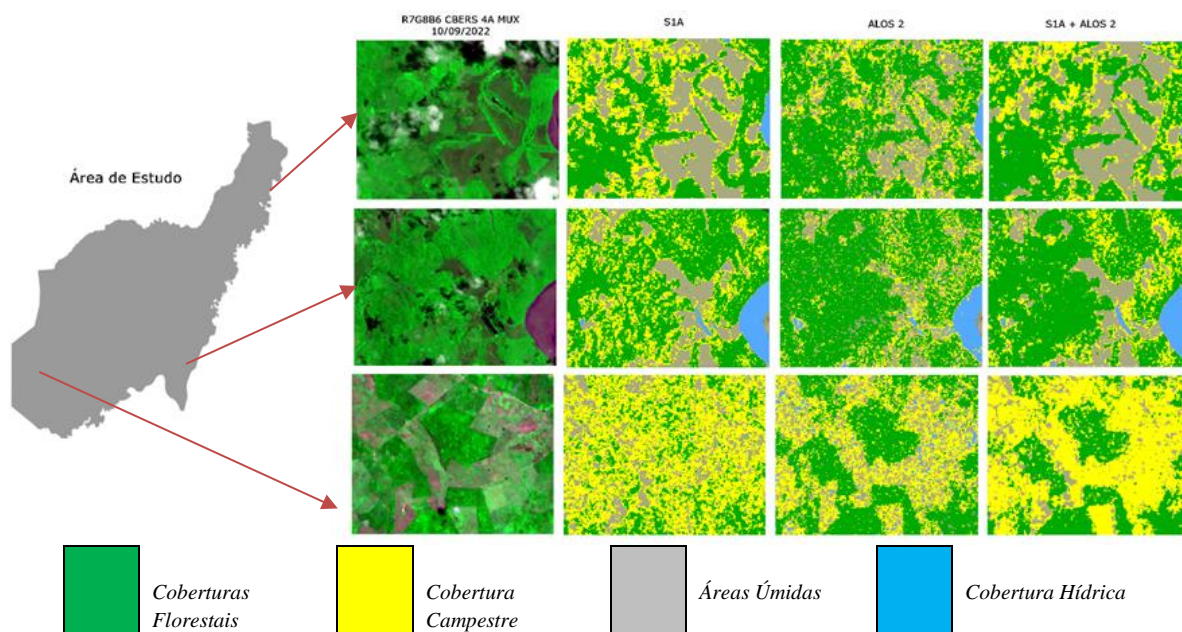 R7G8B6 CBERS 4A MUX
10/09/2022
S1A
ALOS 2
S1A + ALOS 2
Área de Estudo
Coberturas
Florestais
Cobertura
Campestre
Áreas Úmidas
Cobertura Hídrica